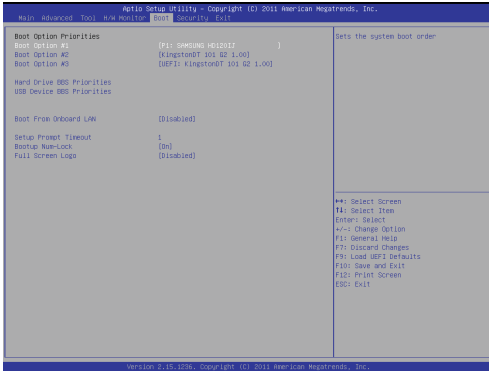 Aptio Setup Utility - Copyright (C) 2011 American Megatrends, Inc.
Main Advanced Tool H/W Monitor Boot Security Exit
Boot Option Priorities
Boot Option #1 [P1: SAMSUNG HD120IJ ]
Boot Option #2 [KingstonDT 101 G2 1.00]
Boot Option #3 [UEFI: KingstonDT 101 G2 1.00]
Hard Drive BBS Priorities
USB Device BBS Priorities
Boot From Onboard LAN [Disabled]
Setup Prompt Timeout 1
Bootup Num-Lock [On]
Full Screen Logo [Disabled]
Sets the system boot order
→←: Select Screen
↑↓: Select Item
Enter: Select
+/-: Change Option
F1: General Help
F7: Discard Changes
F9: Load UEFI Defaults
F10: Save and Exit
F12: Print Screen
ESC: Exit
Version 2.15.1236. Copyright (C) 2011 American Megatrends, Inc.